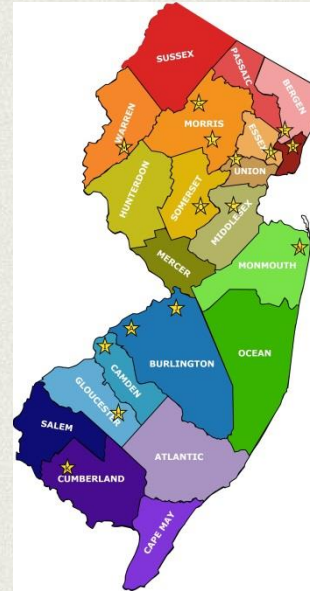 SUSSEX
PASSAIC
BERGEN
WARREN
MORRIS
ESSEX
UNION
HUNTERDON
SOMERSET
MIDDLESEX
MERCER
MONMOUTH
OCEAN
BURLINGTON
CAMDEN
GLOUCESTER
SALEM
ATLANTIC
CUMBERLAND
CAPE MAY